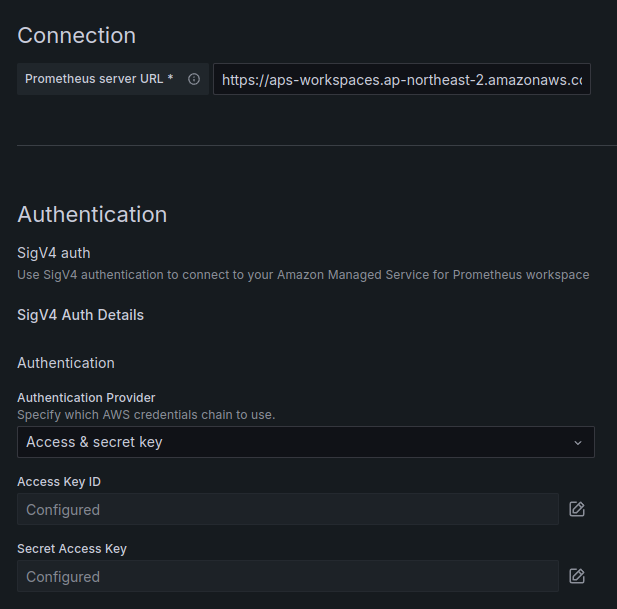 Connection
Prometheus server URL *
https://aps-workspaces.ap-northeast-2.amazonaws.co
Authentication
SigV4 auth
Use SigV4 authentication to connect to your Amazon Managed Service for Prometheus workspace
SigV4 Auth Details
Authentication
Authentication Provider
Specify which AWS credentials chain to use.
Access & secret key
Access Key ID
Configured
Secret Access Key
Configured